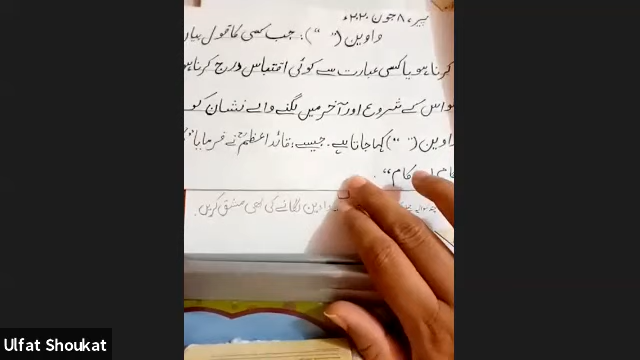 پیر، ۸ جون ۲۰۲۰ء
واوین (" ")؛ جب کسی کا قول بیان
کرنا ہو یا کسی عبارت سے کوئی اقتباس درج کرنا ہو
تو اس کے شروع اور آخر میں لگنے والے نشان کو
واوین (" ") کہا جاتا ہے۔ جیسے: قائد اعظمؒ نے فرمایا"
کام"۔
واوین لگانے کی بھی مشق کریں۔
Ulfat Shoukat